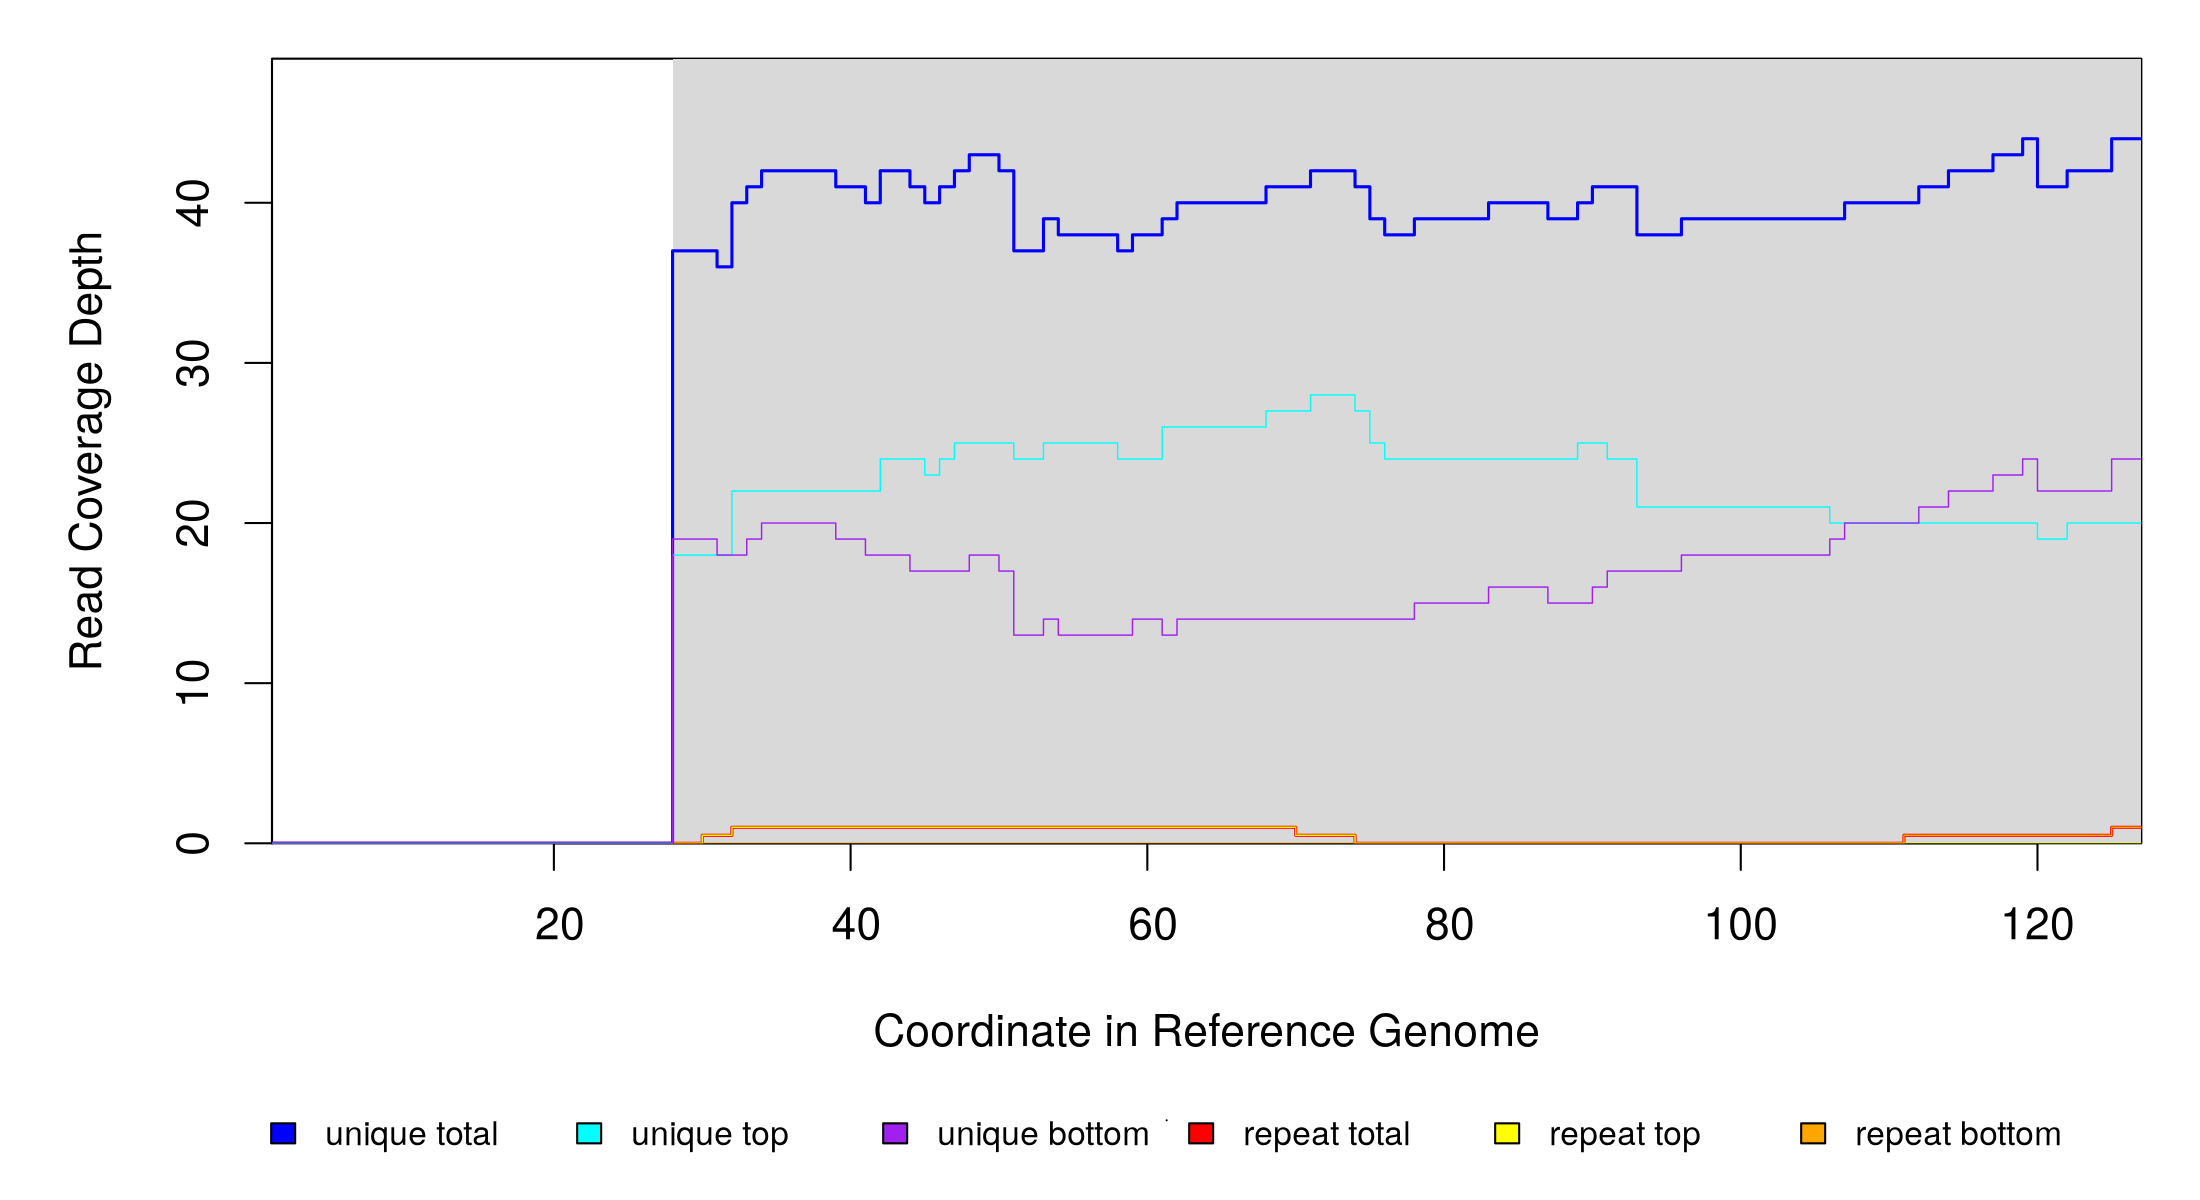 Read Coverage Depth
40
30
20
10
0
20 40 60 80 100 120
Coordinate in Reference Genome
unique total unique top unique bottom repeat total repeat top repeat bottom